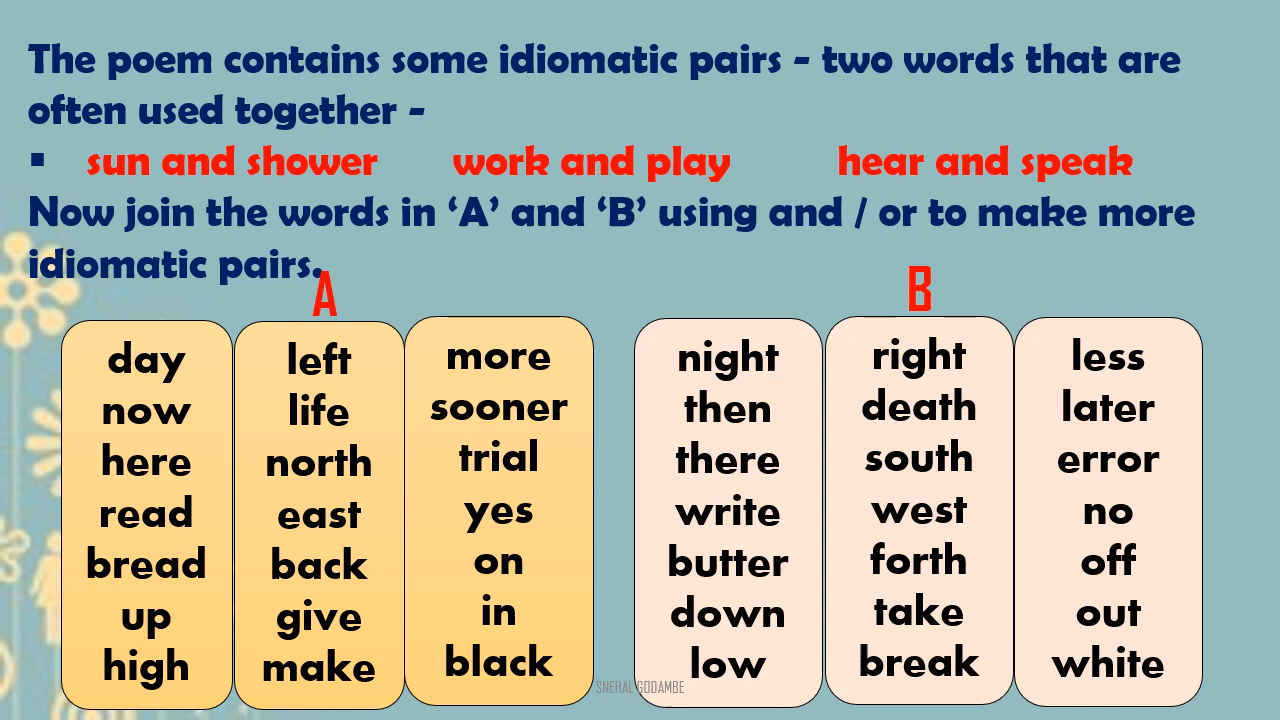 The poem contains some idiomatic pairs - two words that are
often used together -
▪ sun and shower work and play hear and speak
Now join the words in ‘A’ and ‘B’ using and / or to make more
idiomatic pairs.
A
B
day
now
here
read
bread
up
high
left
life
north
east
back
give
make
more
sooner
trial
yes
on
in
black
night
then
there
write
butter
down
low
right
death
south
west
forth
take
break
less
later
error
no
off
out
white
SNEHAL GODAMBE